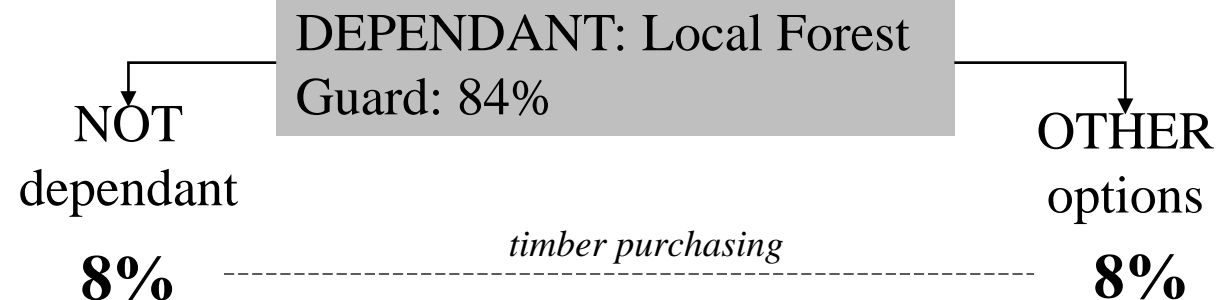 DEPENDANT: Local Forest
Guard: 84%
NOT
dependant
8%
OTHER
options
8%
timber purchasing